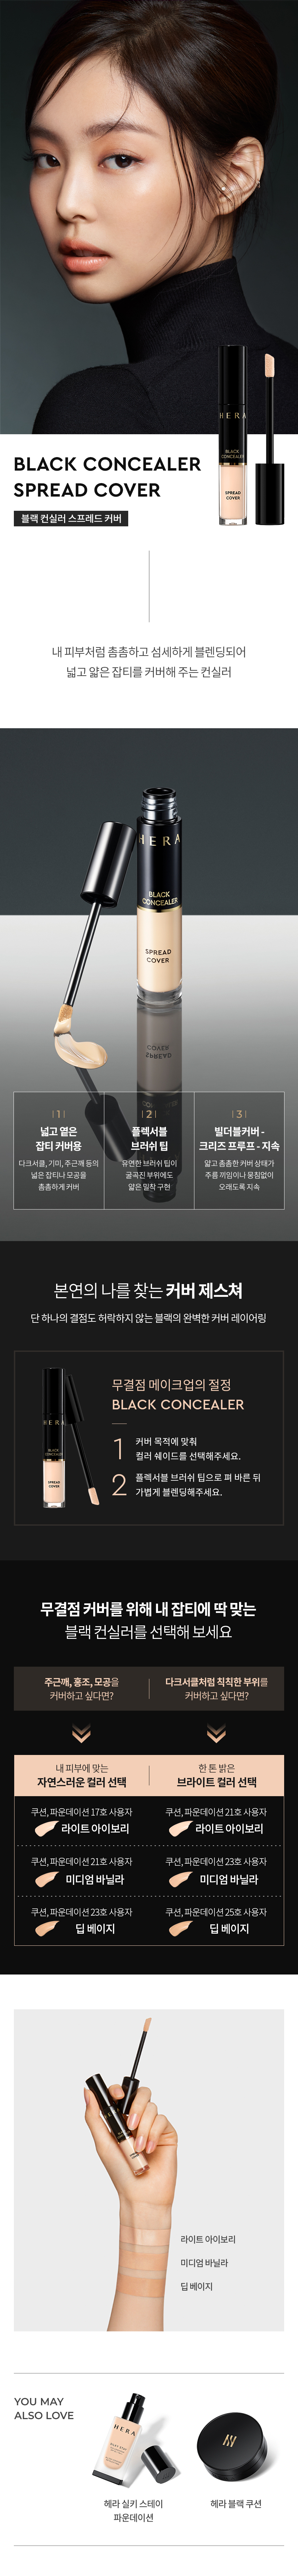 HERA
BLACK
CONCEALER
SPREAD
COVER
BLACK CONCEALER
SPREAD COVER
블랙 컨실러 스프레드 커버
내 피부처럼 촘촘하고 섬세하게 블렌딩되어
넓고 얇은 잡티를 커버해 주는 컨실러
HERA
BLACK
CONCEALER
SPREAD
COVER
|1|
넓고 옅은
잡티 커버용
다크서클, 기미, 주근깨 등의
넓은 잡티나 모공을
촘촘하게 커버
|2|
플렉서블
브러쉬 팁
유연한 브러쉬 팁이
굴곡진 부위에도
얇은 밀착 구현
|3|
빌더블커버 -
크리즈 프루프 - 지속
얇고 촘촘한 커버 상태가
주름 끼임이나 뭉침없이
오래도록 지속
본연의 나를 찾는 커버 제스쳐
단 하나의 결점도 허락하지 않는 블랙의 완벽한 커버 레이어링
HERA
BLACK
CONCEALER
SPREAD
COVER
무결점 메이크업의 절정
BLACK CONCEALER
1 커버 목적에 맞춰
컬러 쉐이드를 선택해주세요.
2 플렉서블 브러쉬 팁으로 펴 바른 뒤
가볍게 블렌딩해주세요.
무결점 커버를 위해 내 잡티에 딱 맞는
블랙 컨실러를 선택해 보세요
주근깨, 홍조, 모공을
커버하고 싶다면?
다크서클처럼 칙칙한 부위를
커버하고 싶다면?
내 피부에 맞는
자연스러운 컬러 선택
한 톤 밝은
브라이트 컬러 선택
쿠션, 파운데이션 17호 사용자
라이트 아이보리
쿠션, 파운데이션 21호 사용자
라이트 아이보리
쿠션, 파운데이션 21호 사용자
미디엄 바닐라
쿠션, 파운데이션 23호 사용자
미디엄 바닐라
쿠션, 파운데이션 23호 사용자
딥 베이지
쿠션, 파운데이션 25호 사용자
딥 베이지
라이트 아이보리
미디엄 바닐라
딥 베이지
YOU MAY
ALSO LOVE
HERA
헤라 실키 스테이
파운데이션
헤라 블랙 쿠션